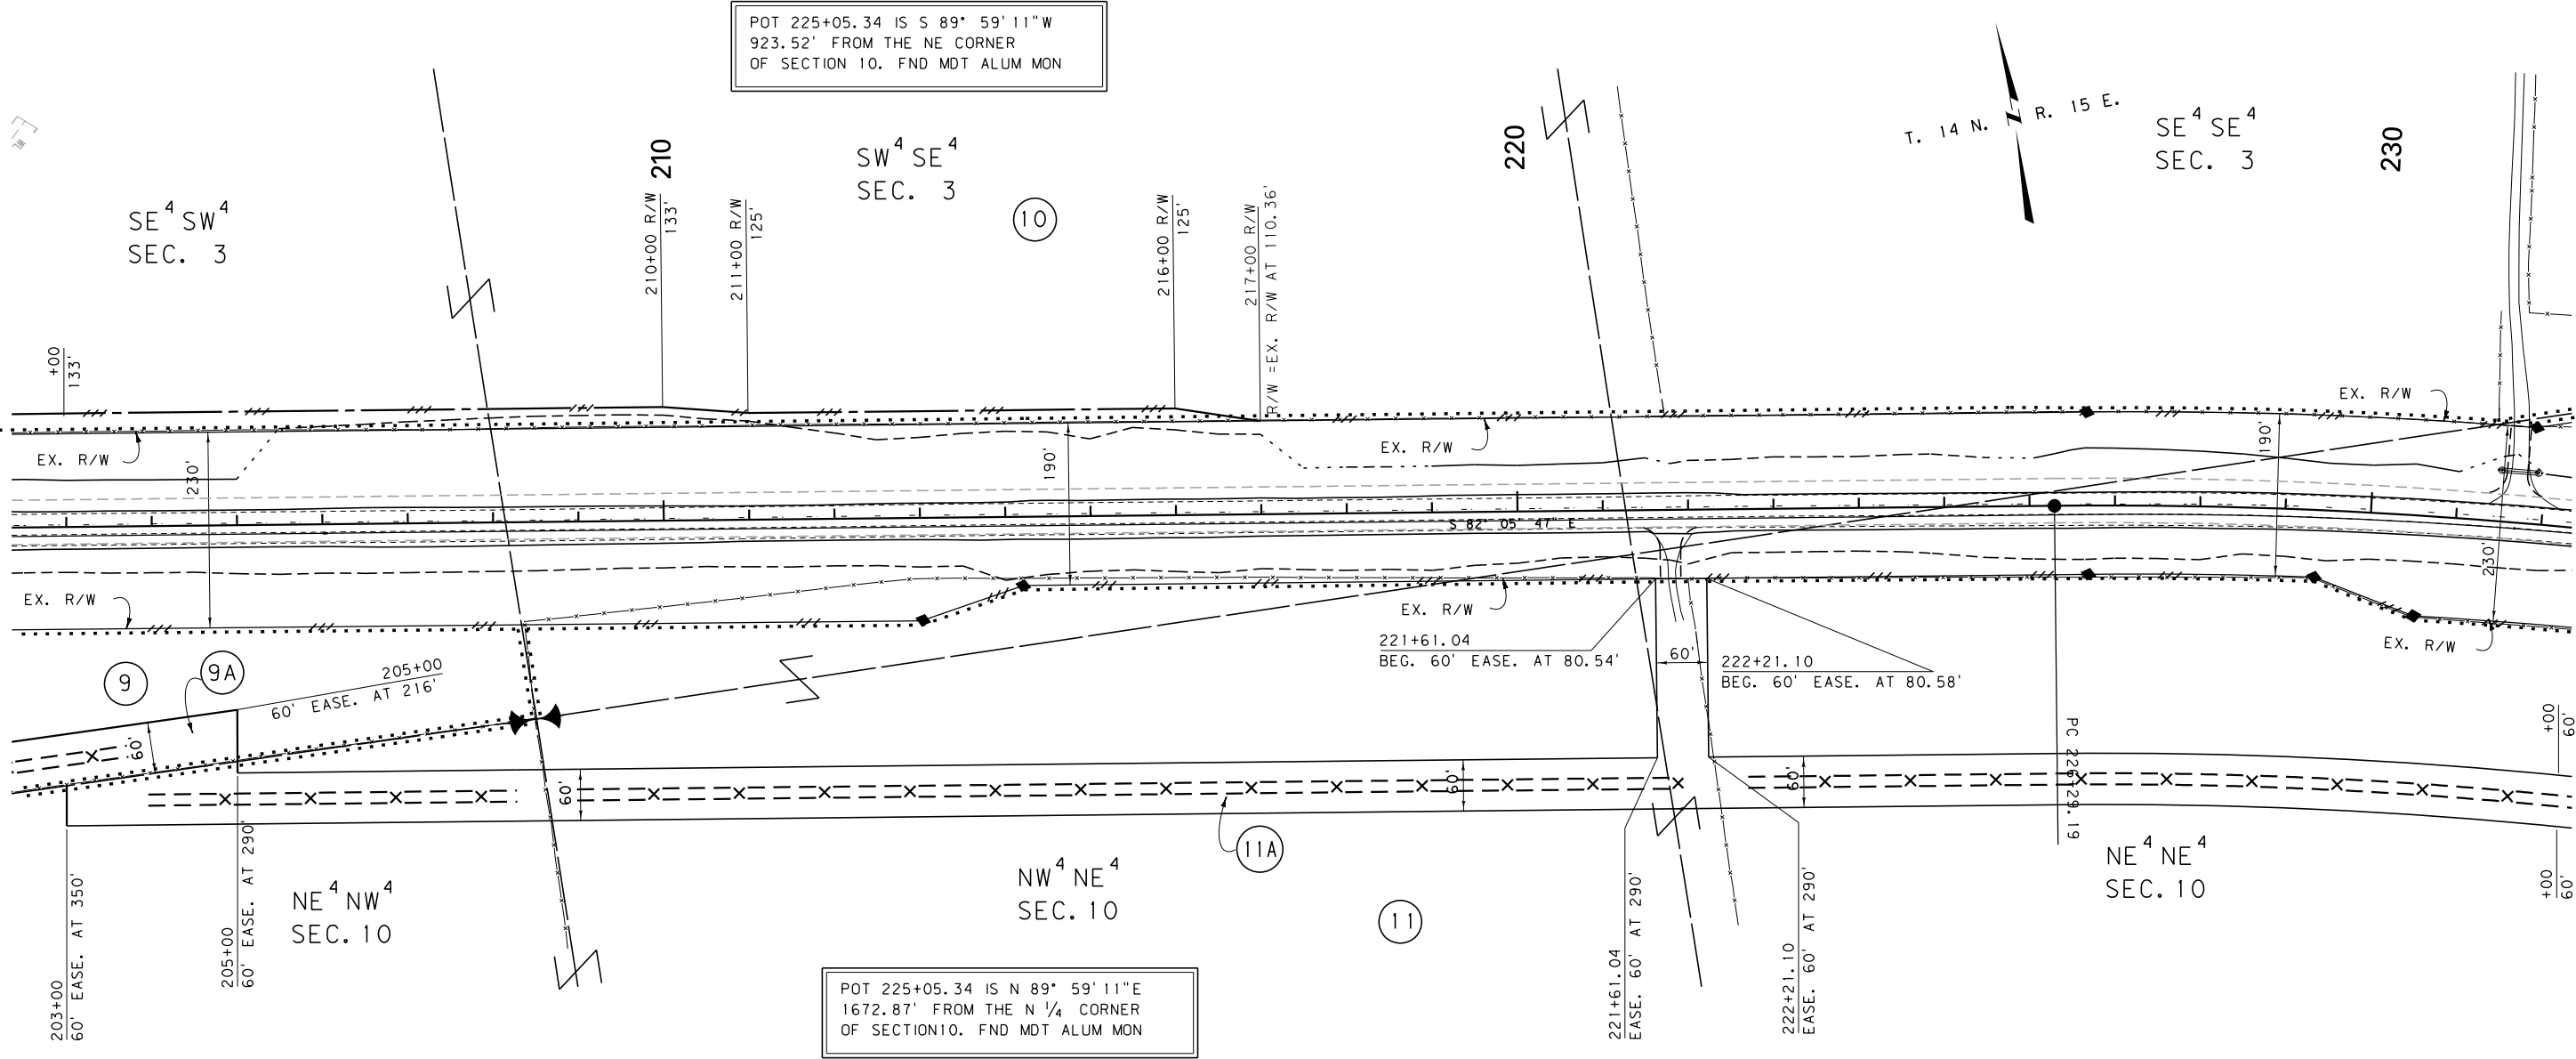 POT 225+05.34 IS S 89° 59' 11"W
923.52' FROM THE NE CORNER
OF SECTION 10. FND MDT ALUM MON
T. 14 N. R. 15 E.
SE⁴ SW⁴
SEC. 3
210
SW⁴ SE⁴
SEC. 3
10
220
SE⁴ SE⁴
SEC. 3
230
+00
133'
210+00 R/W
133'
211+00 R/W
125'
216+00 R/W
125'
217+00 R/W
R/W =EX. R/W AT 110.36'
EX. R/W
EX. R/W
EX. R/W
230'
190'
190'
230'
S 82° 05' 47" E
EX. R/W
EX. R/W
EX. R/W
221+61.04
BEG. 60' EASE. AT 80.54'
60'
222+21.10
BEG. 60' EASE. AT 80.58'
9
9A
205+00
60' EASE. AT 216'
60'
60'
60'
60'
PC 226+29.19
+00
60'
11A
203+00
60' EASE. AT 350'
205+00
60' EASE. AT 290'
NE⁴ NW⁴
SEC. 10
NW⁴ NE⁴
SEC. 10
11
221+61.04
EASE. 60' AT 290'
222+21.10
EASE. 60' AT 290'
NE⁴ NE⁴
SEC. 10
+00
60'
POT 225+05.34 IS N 89° 59' 11"E
1672.87' FROM THE N 1/4 CORNER
OF SECTION10. FND MDT ALUM MON